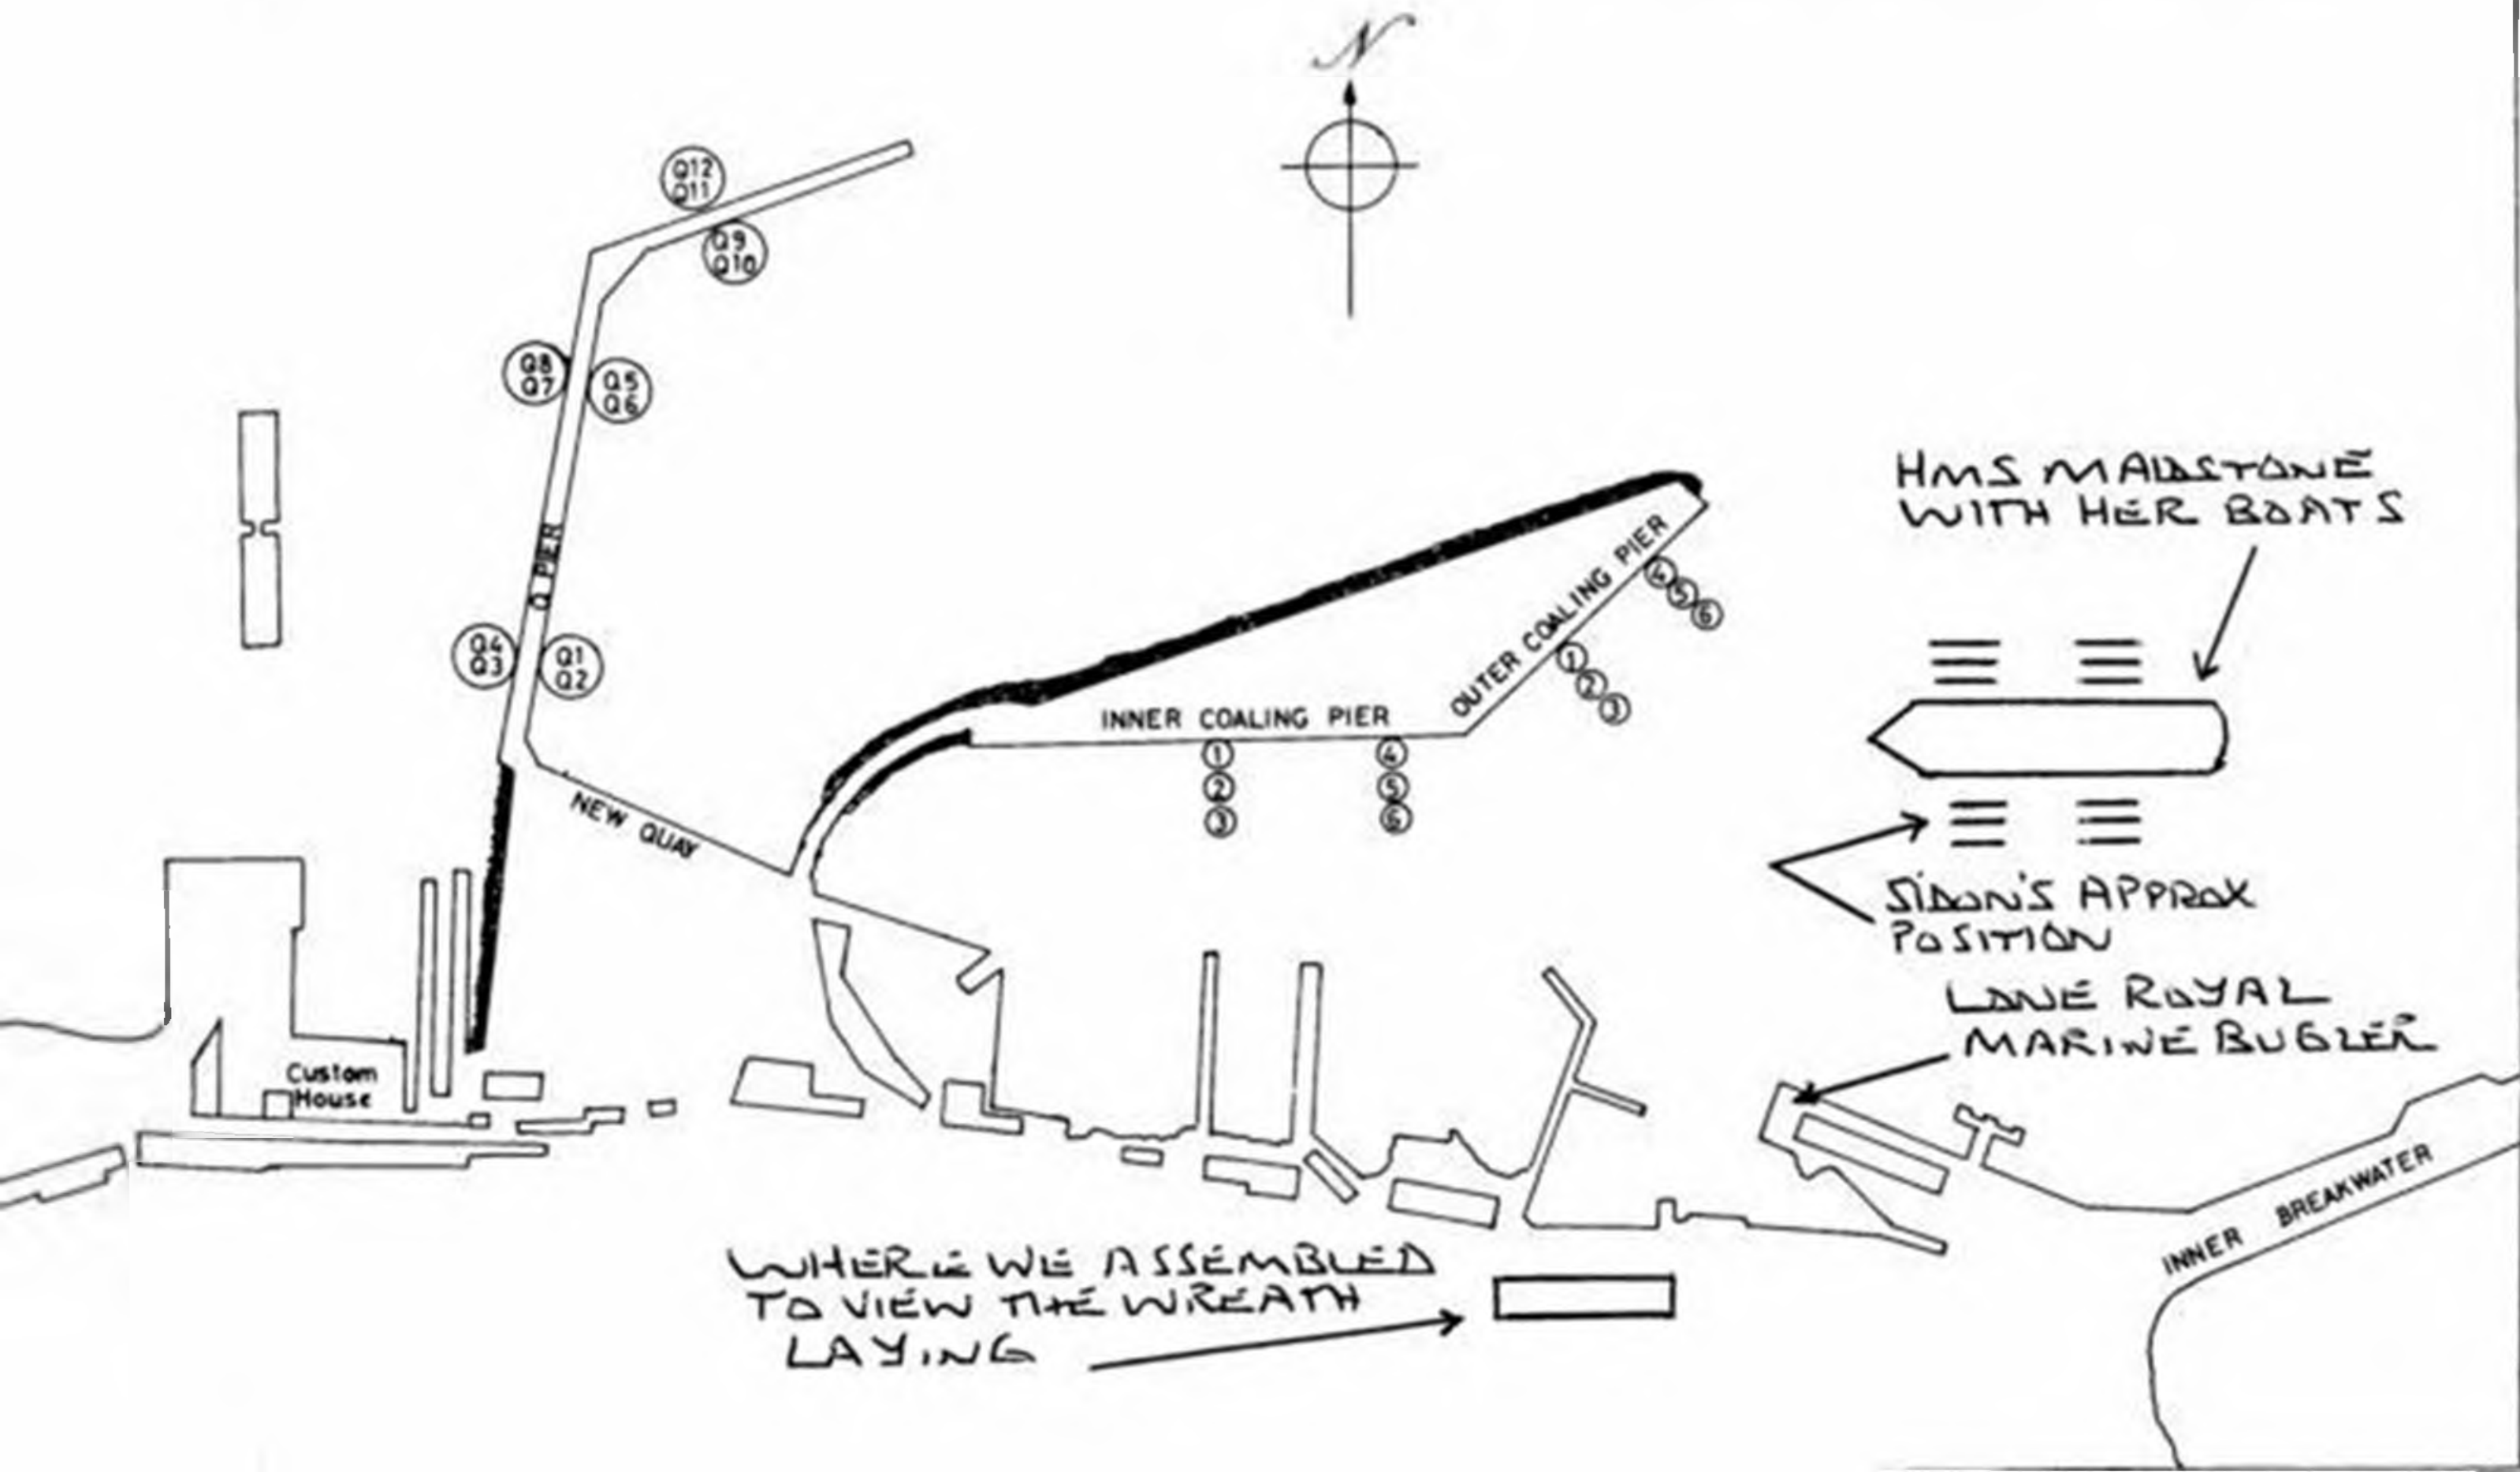 N
Q12
Q11
Q9
Q10
Q8
Q7
Q5
Q6
Q PIER
Q4
Q3
Q1
Q2
NEW QUAY
INNER COALING PIER
1
2
3
4
5
6
OUTER COALING PIER
4
5
6
1
2
3
HMS MAIDSTONE
WITH HER BOATS
SIDON'S APPROX
POSITION
LONE ROYAL
MARINE BUGLER
Custom
House
WHERE WE ASSEMBLED
TO VIEW THE WREATH
LAYING
INNER BREAKWATER